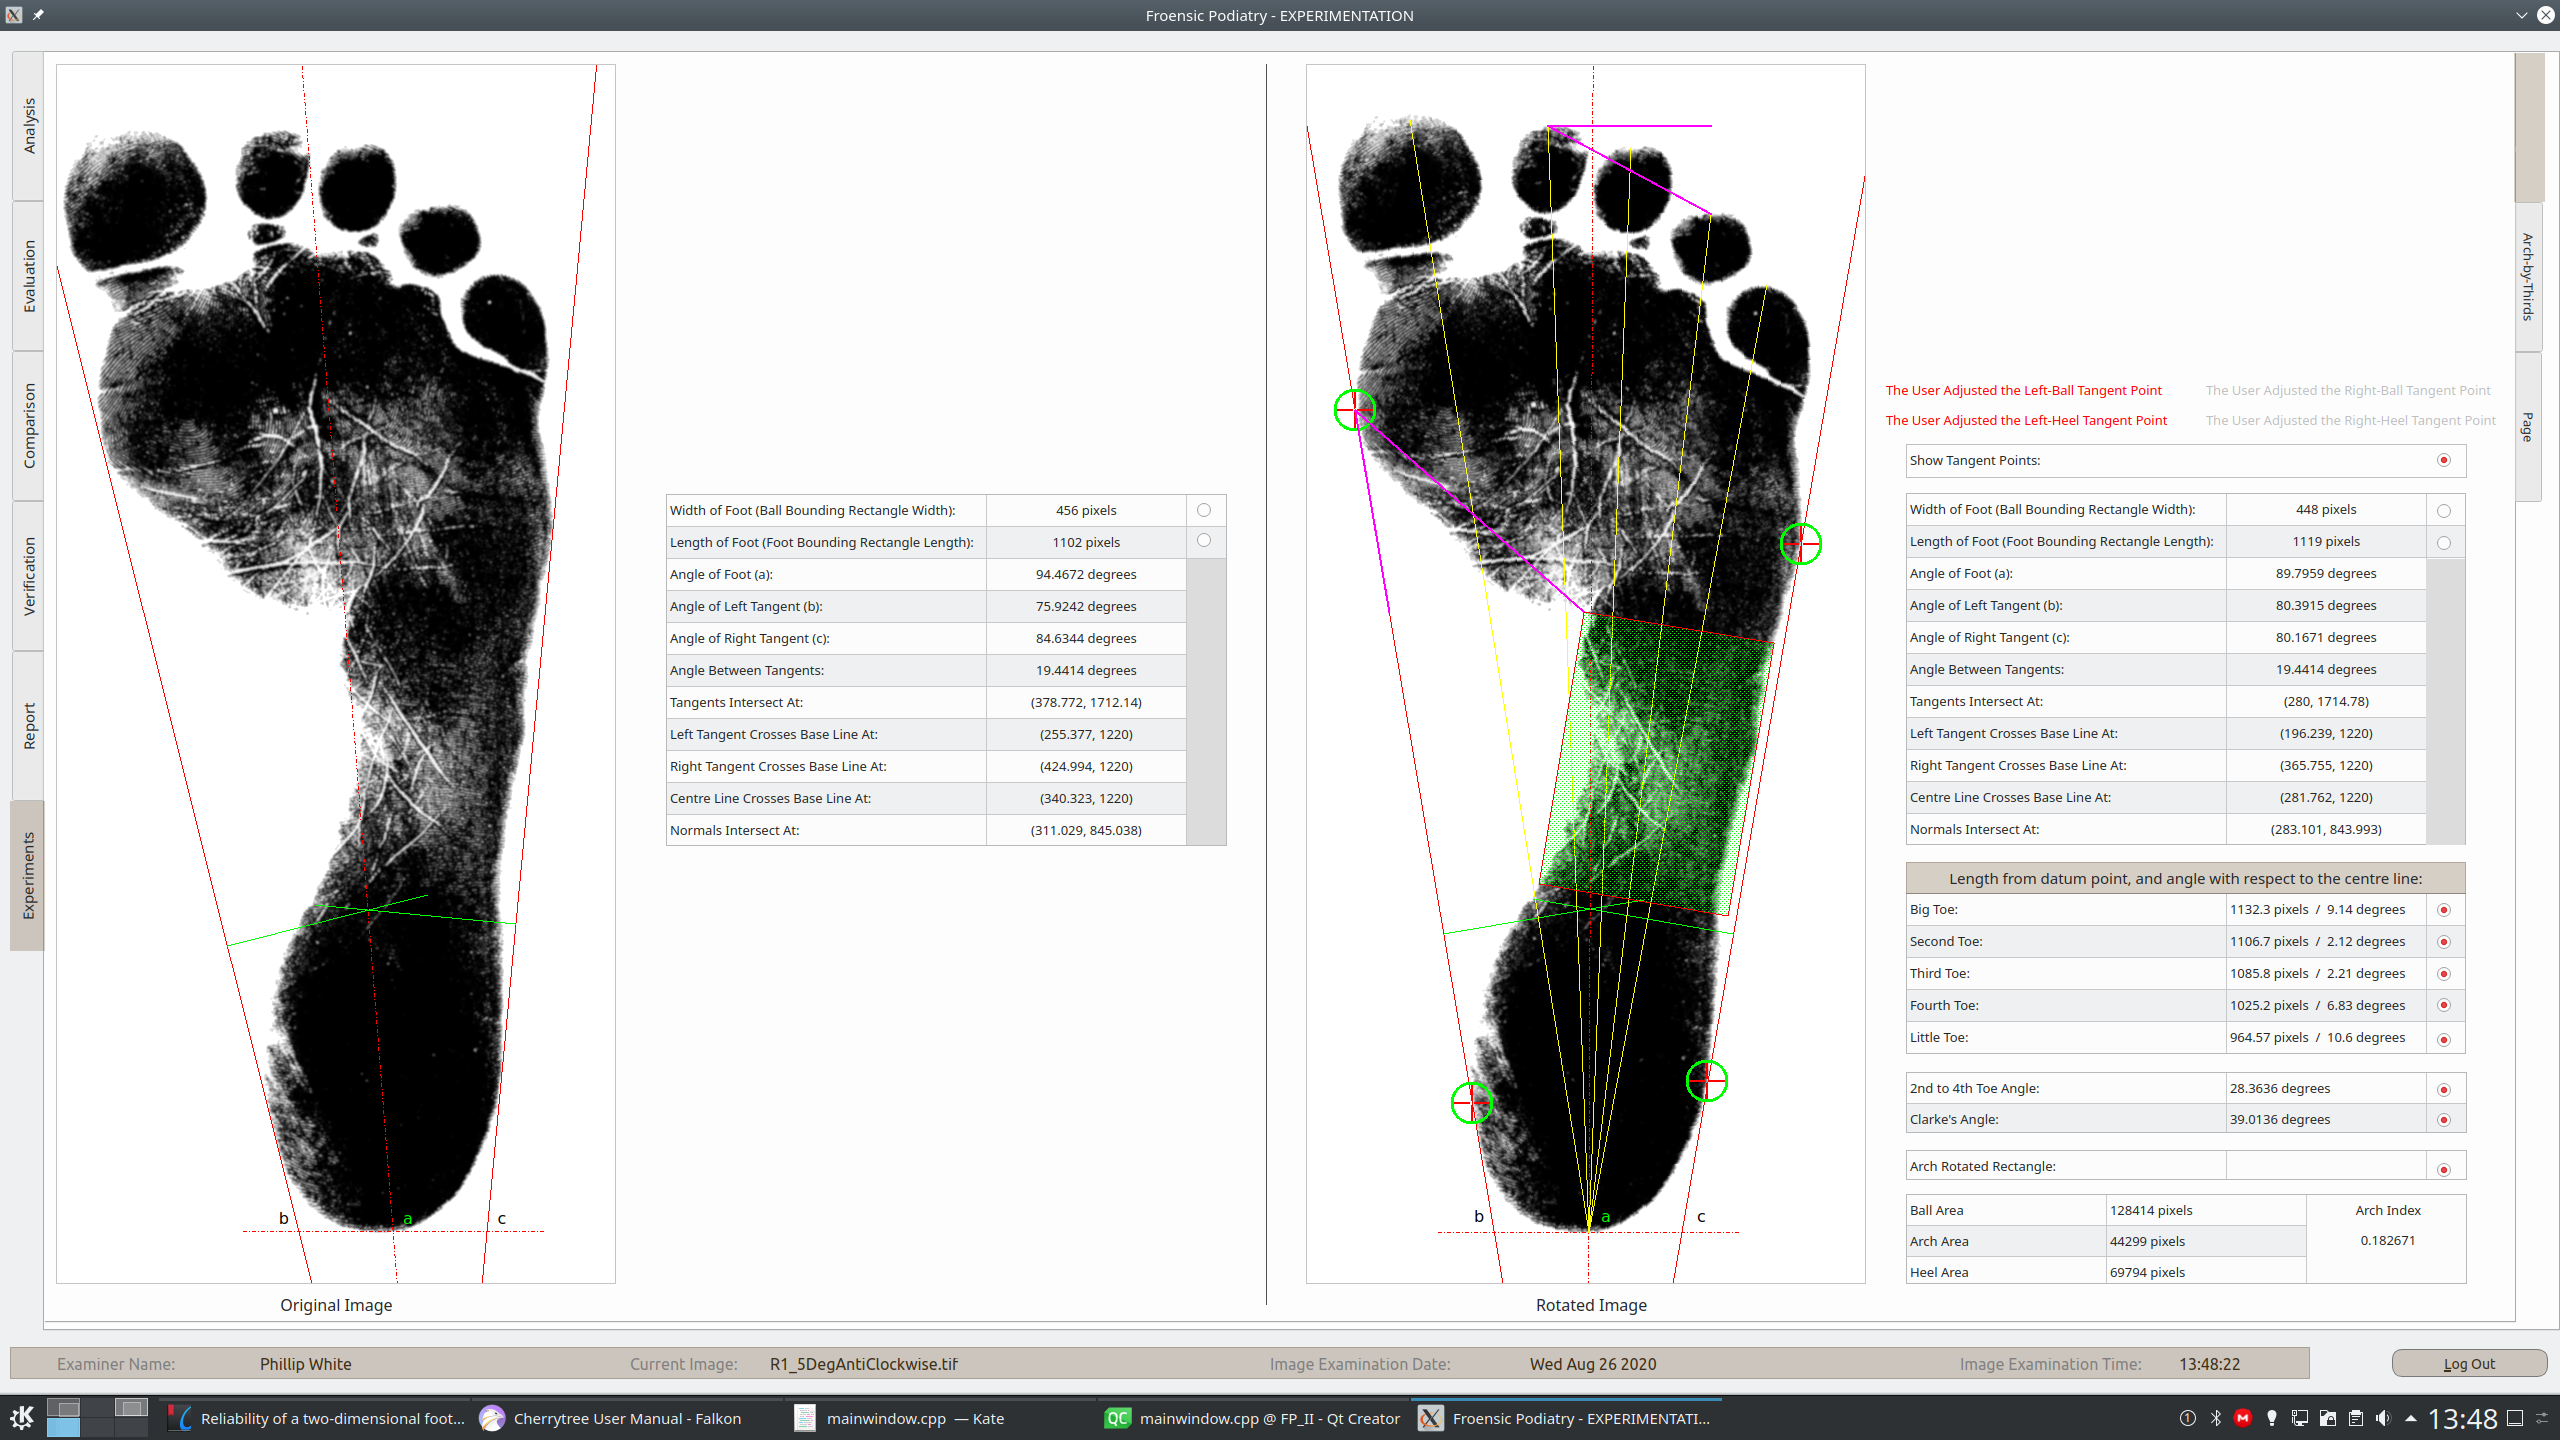 Froensic Podiatry - EXPERIMENTATION
Analysis
Evaluation
Comparison
Verification
Report
Experiments
b
a
c
Original Image
Width of Foot (Ball Bounding Rectangle Width): 456 pixels
Length of Foot (Foot Bounding Rectangle Length): 1102 pixels
Angle of Foot (a): 94.4672 degrees
Angle of Left Tangent (b): 75.9242 degrees
Angle of Right Tangent (c): 84.6344 degrees
Angle Between Tangents: 19.4414 degrees
Tangents Intersect At: (378.772, 1712.14)
Left Tangent Crosses Base Line At: (255.377, 1220)
Right Tangent Crosses Base Line At: (424.994, 1220)
Centre Line Crosses Base Line At: (340.323, 1220)
Normals Intersect At: (311.029, 845.038)
b
a
c
Rotated Image
The User Adjusted the Left-Ball Tangent Point The User Adjusted the Right-Ball Tangent Point
The User Adjusted the Left-Heel Tangent Point The User Adjusted the Right-Heel Tangent Point
Show Tangent Points:
Width of Foot (Ball Bounding Rectangle Width): 448 pixels
Length of Foot (Foot Bounding Rectangle Length): 1119 pixels
Angle of Foot (a): 89.7959 degrees
Angle of Left Tangent (b): 80.3915 degrees
Angle of Right Tangent (c): 80.1671 degrees
Angle Between Tangents: 19.4414 degrees
Tangents Intersect At: (280, 1714.78)
Left Tangent Crosses Base Line At: (196.239, 1220)
Right Tangent Crosses Base Line At: (365.755, 1220)
Centre Line Crosses Base Line At: (281.762, 1220)
Normals Intersect At: (283.101, 843.993)
Length from datum point, and angle with respect to the centre line:
Big Toe: 1132.3 pixels / 9.14 degrees
Second Toe: 1106.7 pixels / 2.12 degrees
Third Toe: 1085.8 pixels / 2.21 degrees
Fourth Toe: 1025.2 pixels / 6.83 degrees
Little Toe: 964.57 pixels / 10.6 degrees
2nd to 4th Toe Angle: 28.3636 degrees
Clarke's Angle: 39.0136 degrees
Arch Rotated Rectangle:
Ball Area 128414 pixels Arch Index
Arch Area 44299 pixels 0.182671
Heel Area 69794 pixels
Arch-by-Thirds
Page
Examiner Name: Phillip White Current Image: R1_5DegAntiClockwise.tif Image Examination Date: Wed Aug 26 2020 Image Examination Time: 13:48:22 Log Out
Reliability of a two-dimensional foot... Cherrytree User Manual - Falkon mainwindow.cpp — Kate QC mainwindow.cpp @ FP_II - Qt Creator Froensic Podiatry - EXPERIMENTATI... 13:48